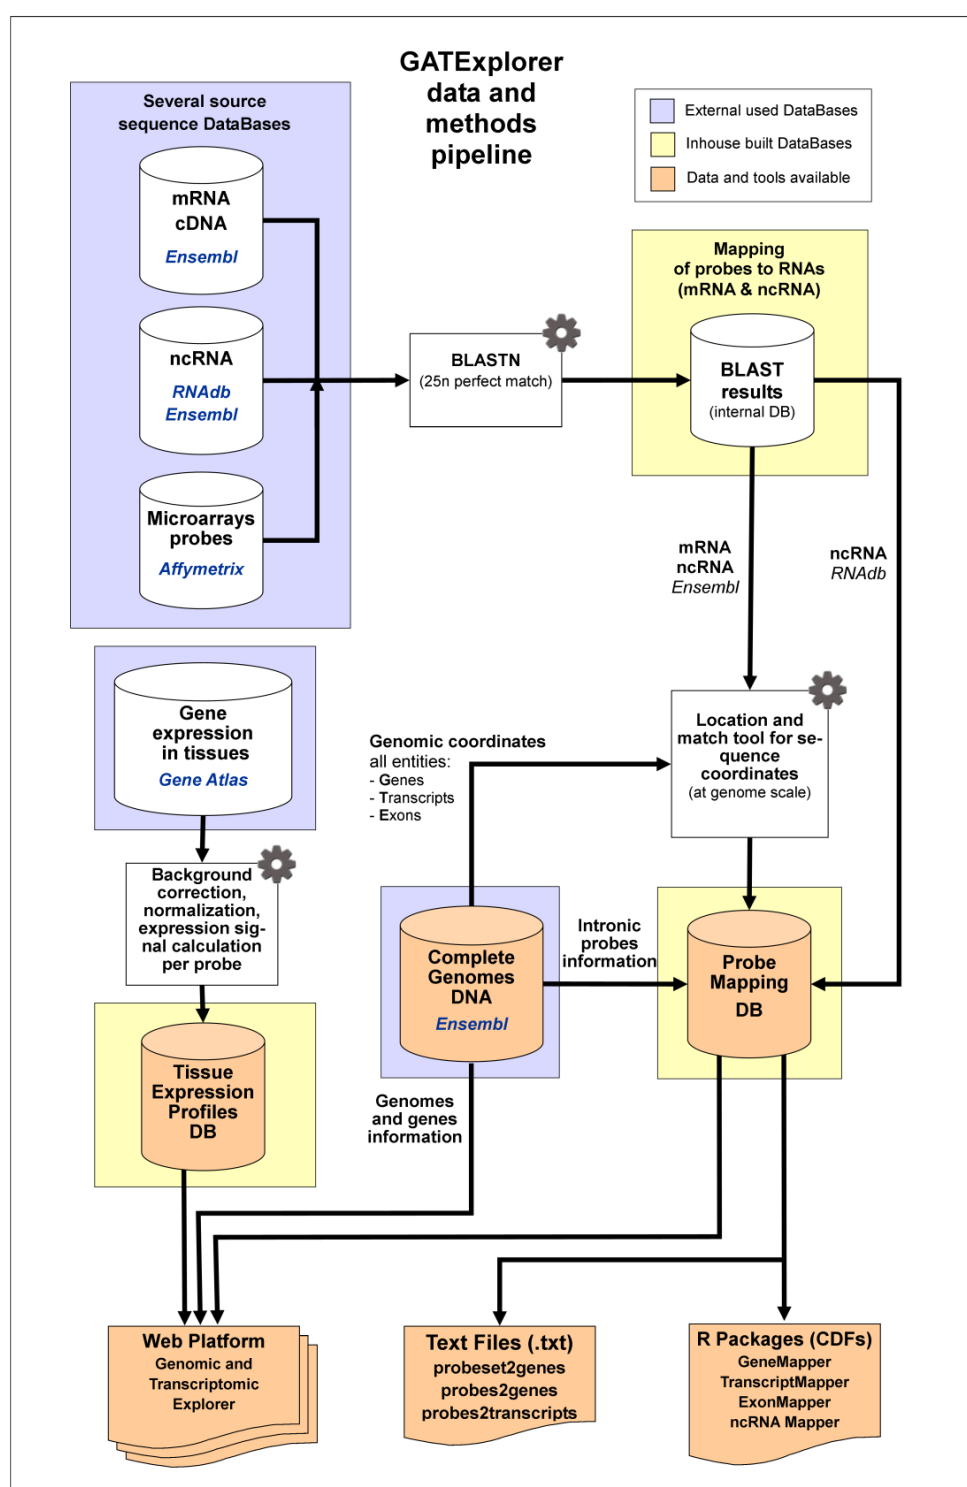 GATExplorer
data and
methods
pipeline
Several source
sequence DataBases
External used DataBases
Inhouse built DataBases
Data and tools available
mRNA
cDNA
Ensembl
ncRNA
RNAdb
Ensembl
Microarrays
probes
Affymetrix
BLASTN
(25n perfect match)
Mapping
of probes to RNAs
(mRNA & ncRNA)
BLAST
results
(internal DB)
mRNA
ncRNA
Ensembl
ncRNA
RNAdb
Gene
expression
in tissues
Gene Atlas
Genomic coordinates
all entities:
- Genes
- Transcripts
- Exons
Location and
match tool for se-
quence
coordinates
(at genome scale)
Background
correction,
normalization,
expression sig-
nal calculation
per probe
Complete
Genomes
DNA
Ensembl
Intronic
probes
information
Probe
Mapping
DB
Tissue
Expression
Profiles
DB
Genomes
and genes
information
Web Platform
Genomic and
Transcriptomic
Explorer
Text Files (.txt)
probeset2genes
probes2genes
probes2transcripts
R Packages (CDFs)
GeneMapper
TranscriptMapper
ExonMapper
ncRNA Mapper